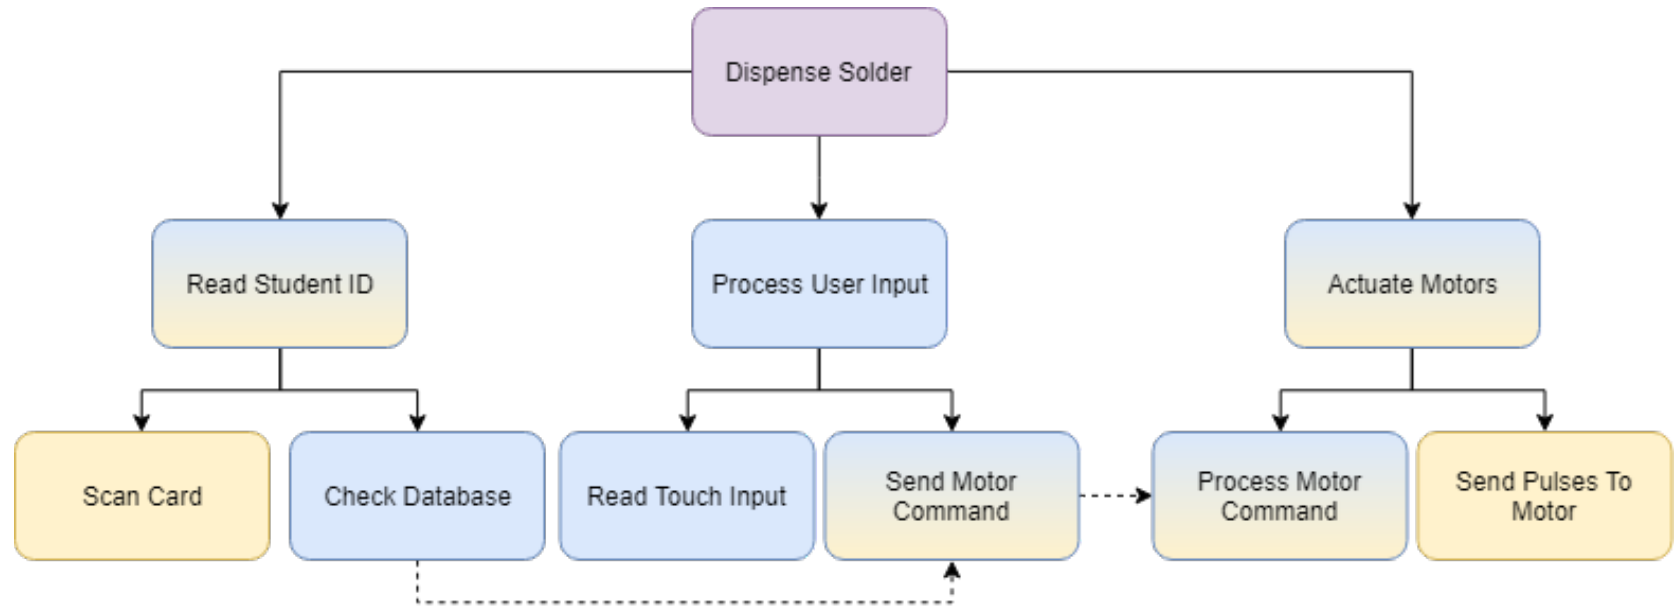 Dispense Solder
Read Student ID
Process User Input
Actuate Motors
Scan Card
Check Database
Read Touch Input
Send Motor
Command
Process Motor
Command
Send Pulses To
Motor